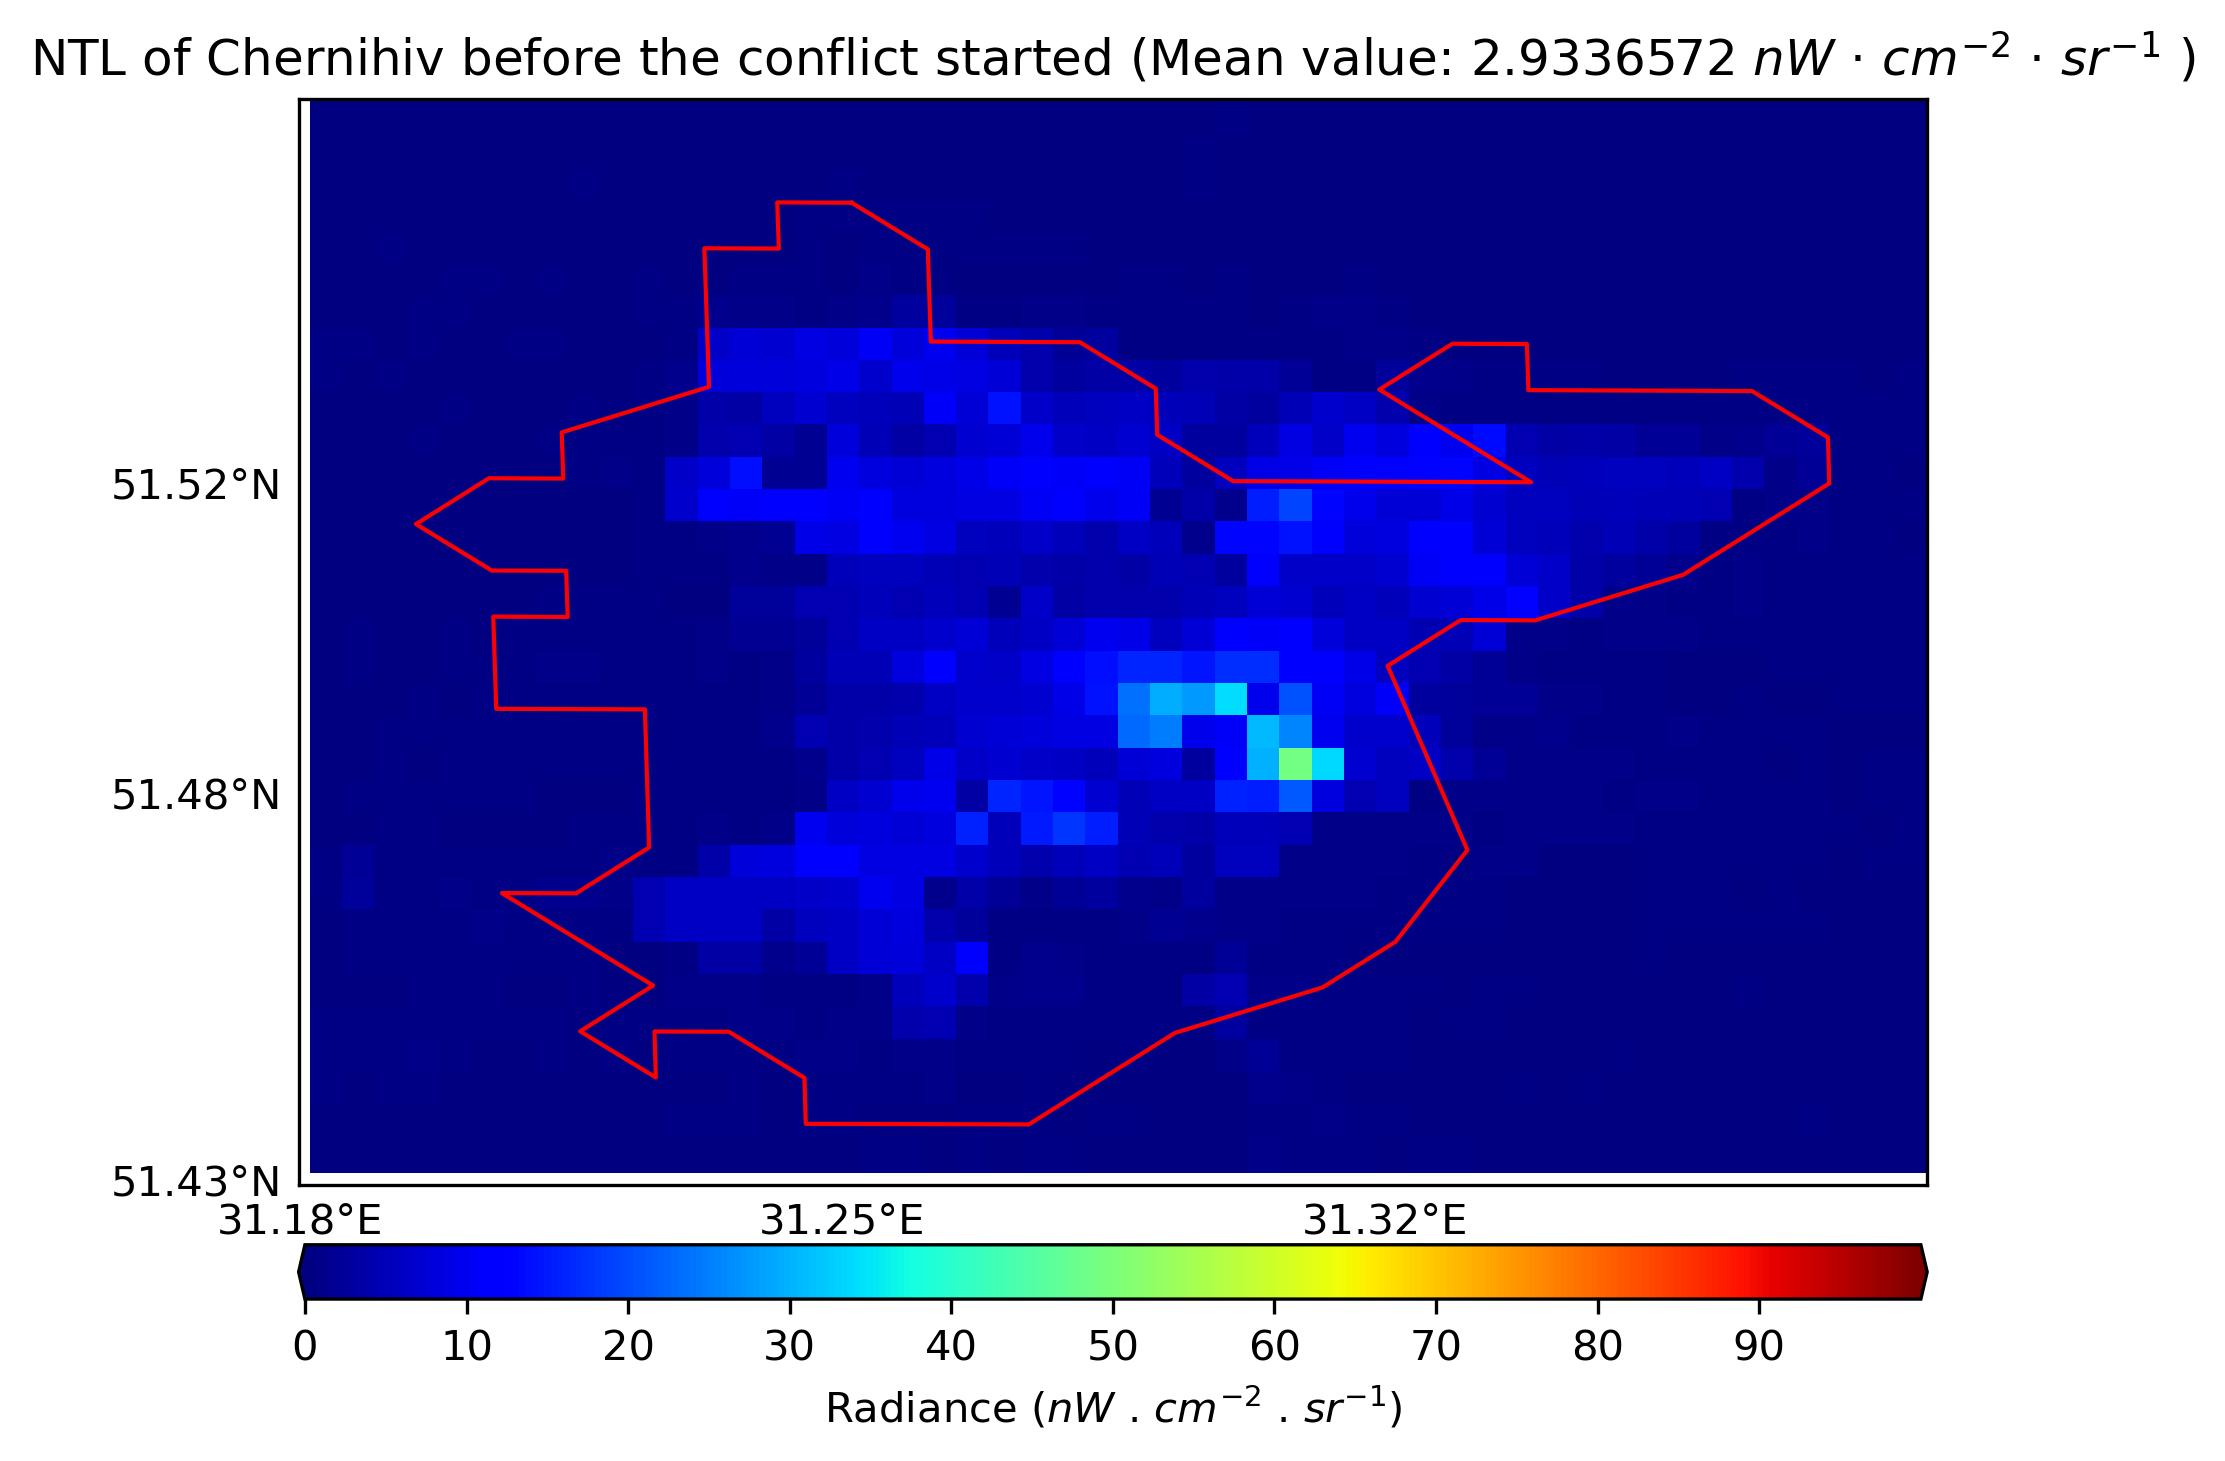 NTL of Chernihiv before the conflict started (Mean value: 2.9336572 nW · cm⁻² · sr⁻¹ )
51.52°N
51.48°N
51.43°N
31.18°E 31.25°E 31.32°E
0 10 20 30 40 50 60 70 80 90
Radiance (nW . cm⁻² . sr⁻¹)